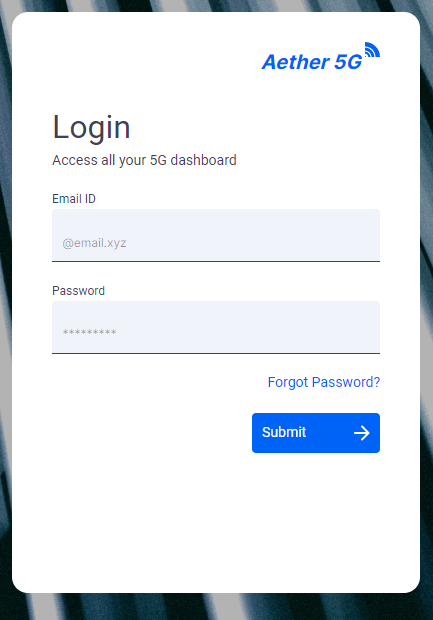 Aether 5G
Login
Access all your 5G dashboard
Email ID
@email.xyz
Password
*********
Forgot Password?
Submit